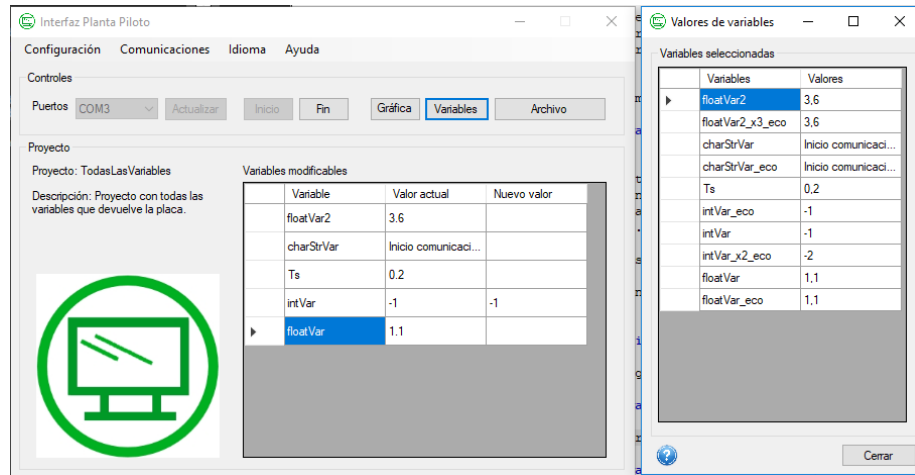 Interfaz Planta Piloto
Configuración Comunicaciones Idioma Ayuda
Controles
Puertos COM3 Actualizar Inicio Fin Gráfica Variables Archivo
Proyecto
Proyecto: TodasLasVariables
Descripción: Proyecto con todas las
variables que devuelve la placa.
Variables modificables
Variable Valor actual Nuevo valor
floatVar2 3.6
charStrVar Inicio comunicaci...
Ts 0.2
intVar -1 -1
floatVar 1.1
Valores de variables
Variables seleccionadas
Variables Valores
floatVar2 3,6
floatVar2_x3_eco 3,6
charStrVar Inicio comunicaci...
charStrVar_eco Inicio comunicaci...
Ts 0,2
intVar_eco -1
intVar -1
intVar_x2_eco -2
floatVar 1,1
floatVar_eco 1,1
Cerrar